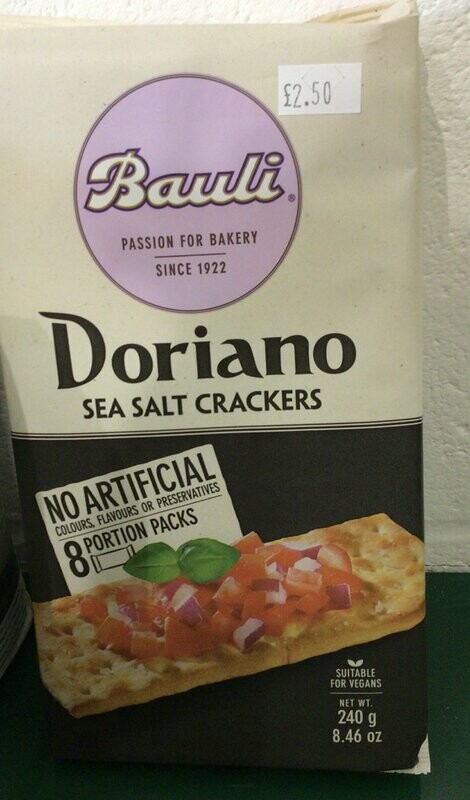 £2.50
Bauli®
PASSION FOR BAKERY
SINCE 1922
Doriano
SEA SALT CRACKERS
NO ARTIFICIAL
COLOURS, FLAVOURS OR PRESERVATIVES
8 PORTION PACKS
SUITABLE
FOR VEGANS
NET WT.
240 g
8.46 oz